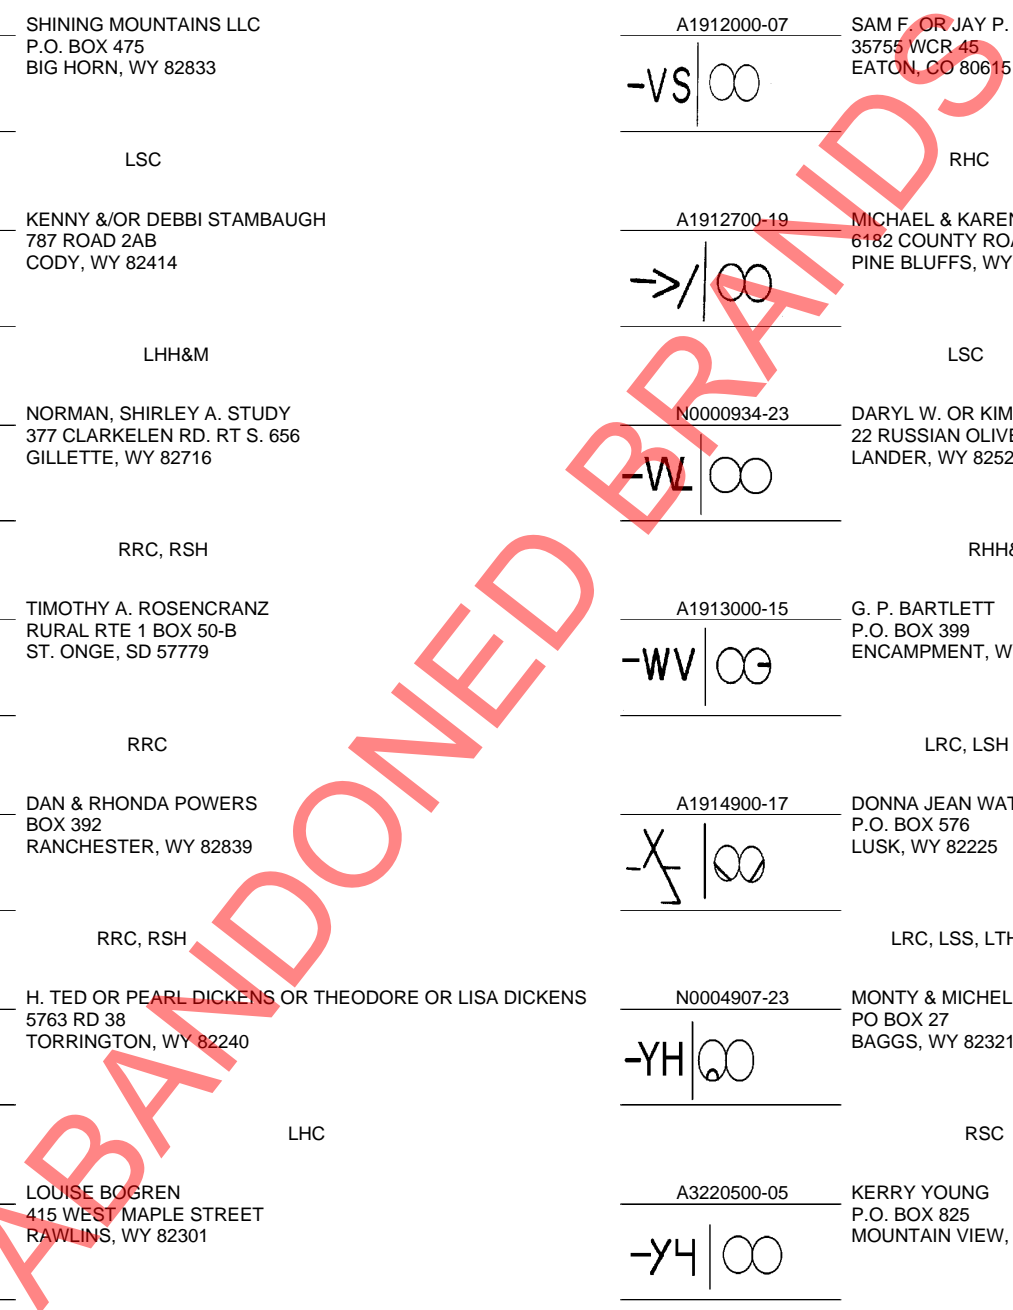 SHINING MOUNTAINS LLC
P.O. BOX 475
BIG HORN, WY 82833
LSC
KENNY &/OR DEBBI STAMBAUGH
787 ROAD 2AB
CODY, WY 82414
LHH&M
NORMAN, SHIRLEY A. STUDY
377 CLARKELEN RD. RT S. 656
GILLETTE, WY 82716
RRC, RSH
TIMOTHY A. ROSENCRANZ
RURAL RTE 1 BOX 50-B
ST. ONGE, SD 57779
RRC
DAN & RHONDA POWERS
BOX 392
RANCHESTER, WY 82839
RRC, RSH
H. TED OR PEARL DICKENS OR THEODORE OR LISA DICKENS
5763 RD 38
TORRINGTON, WY 82240
LHC
LOUISE BOGREN
415 WEST MAPLE STREET
RAWLINS, WY 82301
A1912000-07
-VS
SAM F. OR JAY P.
35755 WCR 45
EATON, CO 80615
RHC
A1912700-19
->/
MICHAEL & KAREN
6182 COUNTY ROA
PINE BLUFFS, WY
LSC
N0000934-23
-VVL
DARYL W. OR KIM
22 RUSSIAN OLIVE
LANDER, WY 8252
RHH&
A1913000-15
-WV
G. P. BARTLETT
P.O. BOX 399
ENCAMPMENT, W
LRC, LSH
A1914900-17
DONNA JEAN WAT
P.O. BOX 576
LUSK, WY 82225
LRC, LSS, LTH
N0004907-23
-YH
MONTY & MICHEL
PO BOX 27
BAGGS, WY 82321
RSC
A3220500-05
-Y4
KERRY YOUNG
P.O. BOX 825
MOUNTAIN VIEW,
ABANDONED BRANDS